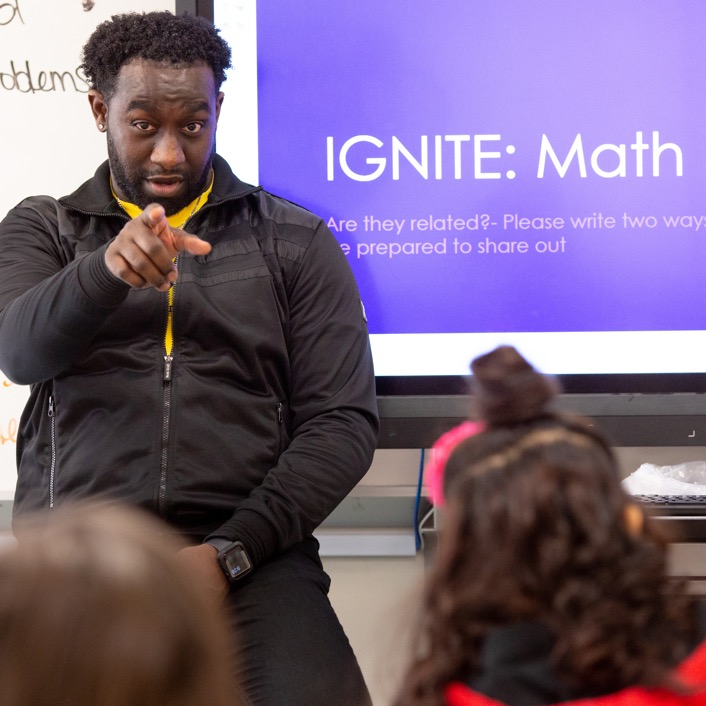 IGNITE: Math
Are they related?- Please write two ways
prepared to share out